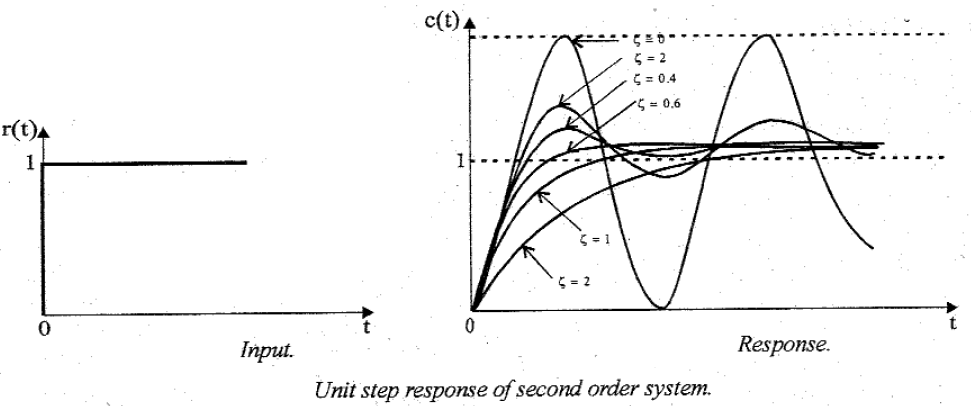 r(t)
1
0
t
Input.
c(t)
ζ = 0
ζ = 2
ζ = 0.4
ζ = 0.6
1
ζ = 1
ζ = 2
0
t
Response.
Unit step response of second order system.